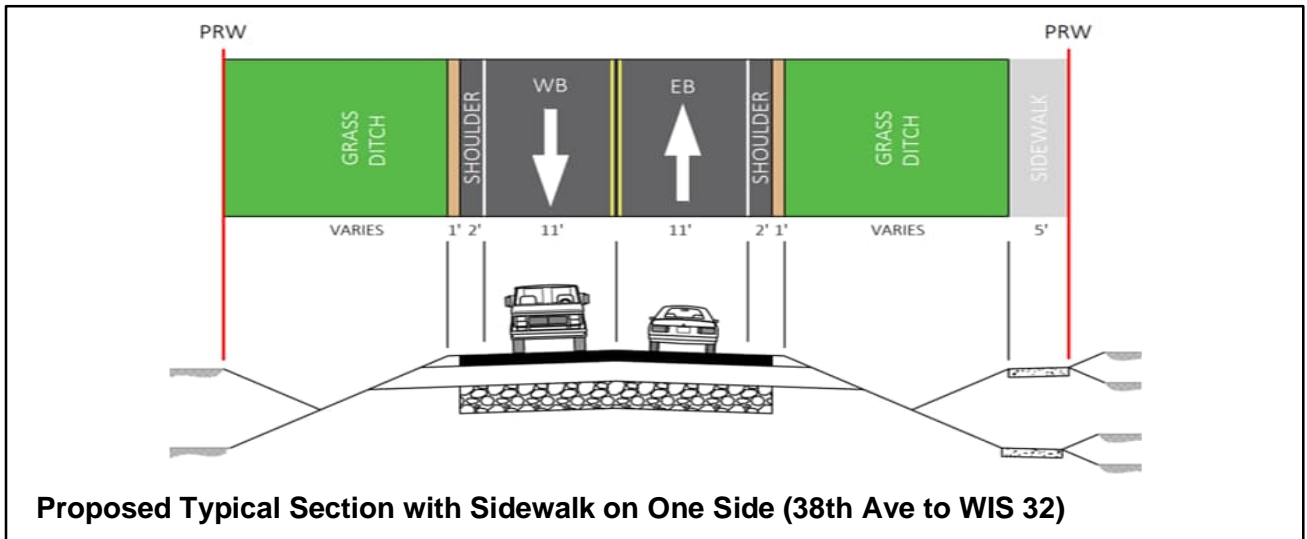 PRW PRW
GRASS DITCH
SHOULDER
WB
EB
SHOULDER
GRASS DITCH
SIDEWALK
VARIES 1' 2' 11' 11' 2' 1' VARIES 5'
Proposed Typical Section with Sidewalk on One Side (38th Ave to WIS 32)